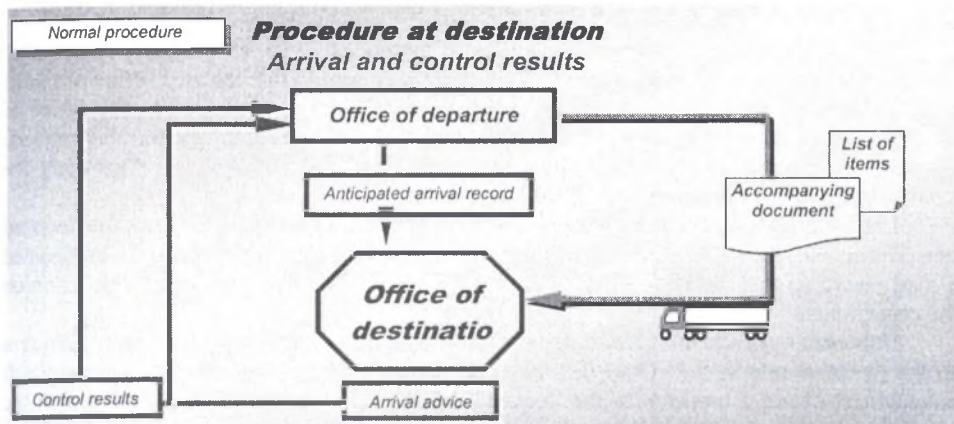 Normal procedure
Procedure at destination
Arrival and control results
Office of departure
List of
items
Anticipated arrival record
Accompanying
document
Office of
destinatio
Control results
Arrival advice